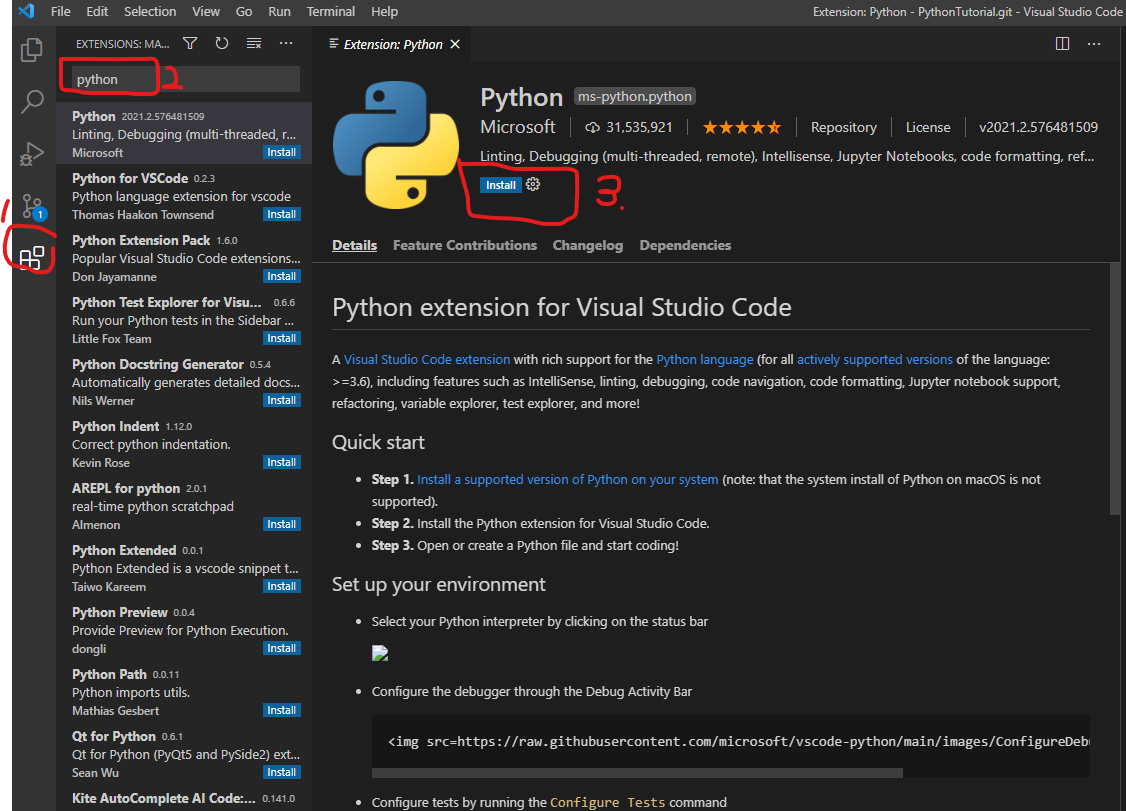 File Edit Selection View Go Run Terminal Help
Extension: Python - PythonTutorial.git - Visual Studio Code
EXTENSIONS: MA...
python
2
Python 2021.2.576481509
Linting, Debugging (multi-threaded, r...
Microsoft Install
Python for VSCode 0.2.3
Python language extension for vscode
Thomas Haakon Townsend Install
Python Extension Pack 1.6.0
Popular Visual Studio Code extensions...
Don Jayamanne Install
Python Test Explorer for Visu... 0.6.6
Run your Python tests in the Sidebar ...
Little Fox Team Install
Python Docstring Generator 0.5.4
Automatically generates detailed docs...
Nils Werner Install
Python Indent 1.12.0
Correct python indentation.
Kevin Rose Install
AREPL for python 2.0.1
real-time python scratchpad
Almenon Install
Python Extended 0.0.1
Python Extended is a vscode snippet t...
Taiwo Kareem Install
Python Preview 0.0.4
Provide Preview for Python Execution.
dongli Install
Python Path 0.0.11
Python imports utils.
Mathias Gesbert Install
Qt for Python 0.6.1
Qt for Python (PyQt5 and PySide2) ext...
Sean Wu Install
Kite AutoComplete AI Code:... 0.141.0
1
1
Extension: Python
Python ms-python.python
Microsoft 31,535,921 Repository License v2021.2.576481509
Linting, Debugging (multi-threaded, remote), Intellisense, Jupyter Notebooks, code formatting, ref...
Install
3.
Details Feature Contributions Changelog Dependencies
Python extension for Visual Studio Code
A Visual Studio Code extension with rich support for the Python language (for all actively supported versions of the language:
>=3.6), including features such as IntelliSense, linting, debugging, code navigation, code formatting, Jupyter notebook support,
refactoring, variable explorer, test explorer, and more!
Quick start
• Step 1. Install a supported version of Python on your system (note: that the system install of Python on macOS is not
supported).
• Step 2. Install the Python extension for Visual Studio Code.
• Step 3. Open or create a Python file and start coding!
Set up your environment
• Select your Python interpreter by clicking on the status bar
• Configure the debugger through the Debug Activity Bar
<img src=https://raw.githubusercontent.com/microsoft/vscode-python/main/images/ConfigureDebu
• Configure tests by running the Configure Tests command